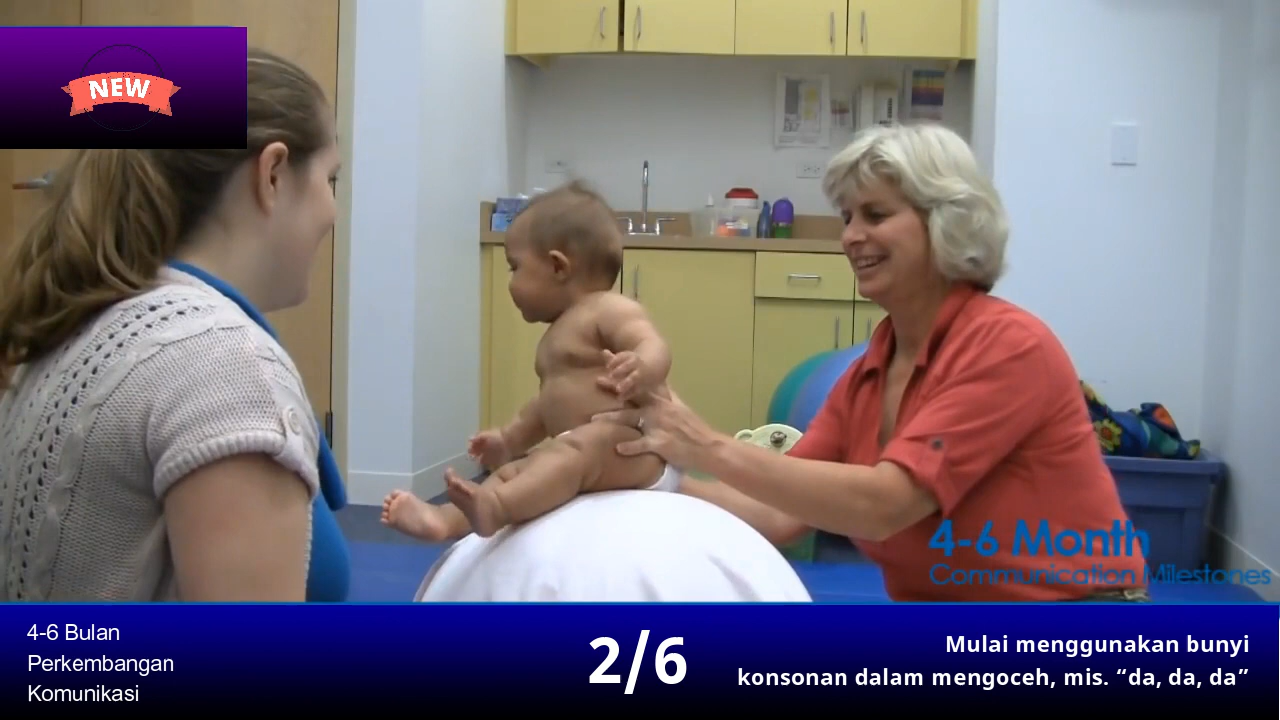 NEW
4-6 Month
Communication Milestones
4-6 Bulan
Perkembangan
Komunikasi
2/6
Mulai menggunakan bunyi
konsonan dalam mengoceh, mis. “da, da, da”